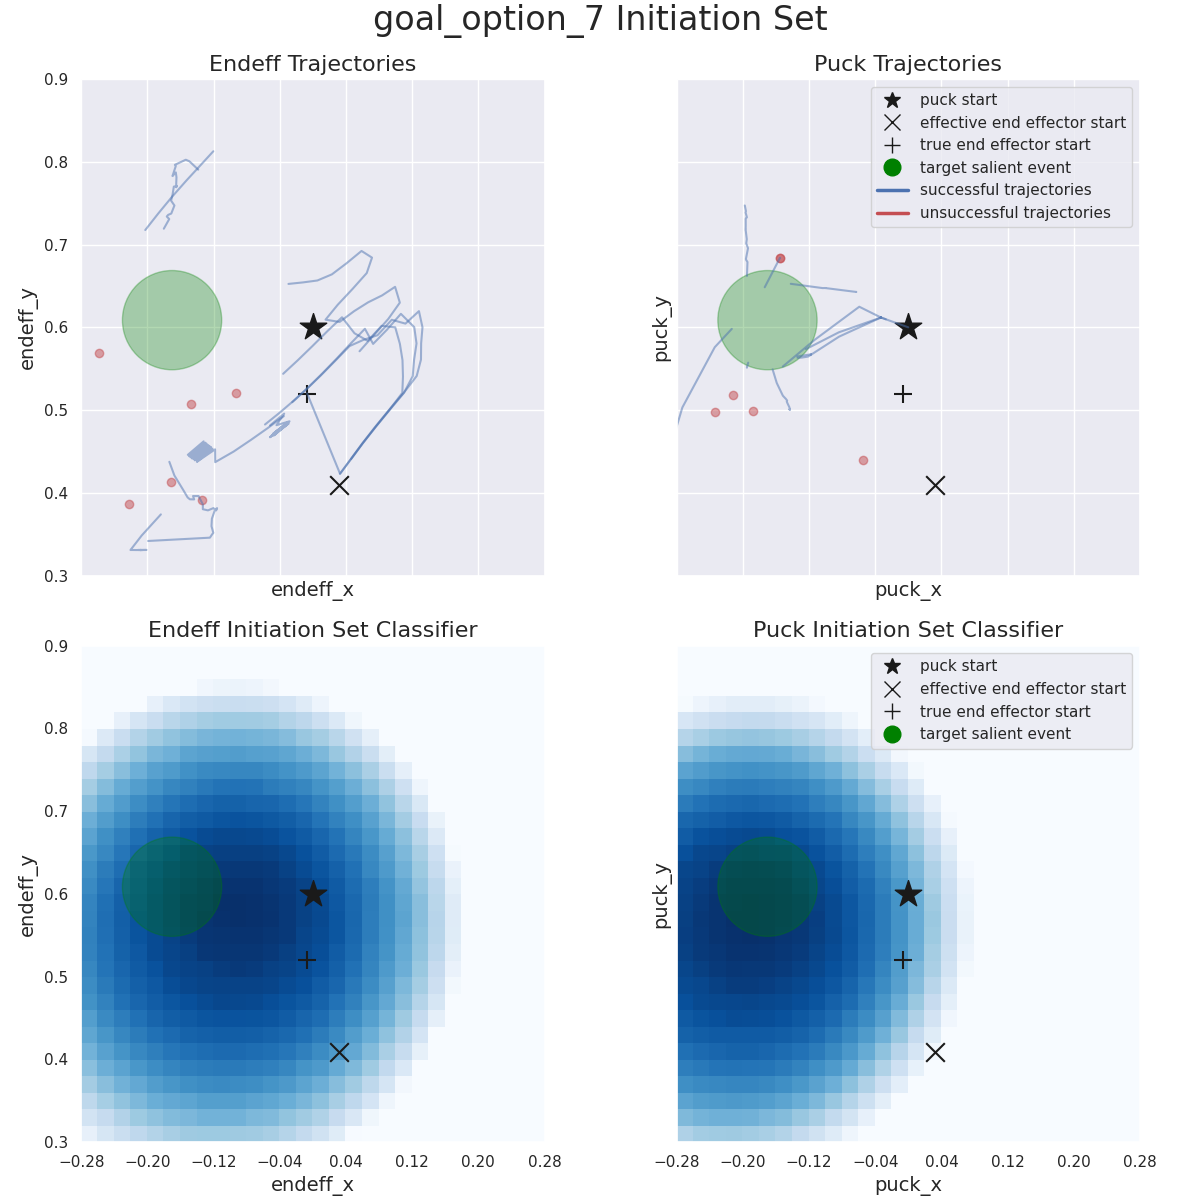 goal_option_7 Initiation Set
Endeff Trajectories
0.9
0.8
0.7
0.6
0.5
0.4
0.3
endeff_y
endeff_x
Puck Trajectories
puck start
effective end effector start
true end effector start
target salient event
successful trajectories
unsuccessful trajectories
puck_y
puck_x
Endeff Initiation Set Classifier
0.9
0.8
0.7
0.6
0.5
0.4
0.3
endeff_y
−0.28 −0.20 −0.12 −0.04 0.04 0.12 0.20 0.28
endeff_x
Puck Initiation Set Classifier
puck start
effective end effector start
true end effector start
target salient event
puck_y
−0.28 −0.20 −0.12 −0.04 0.04 0.12 0.20 0.28
puck_x